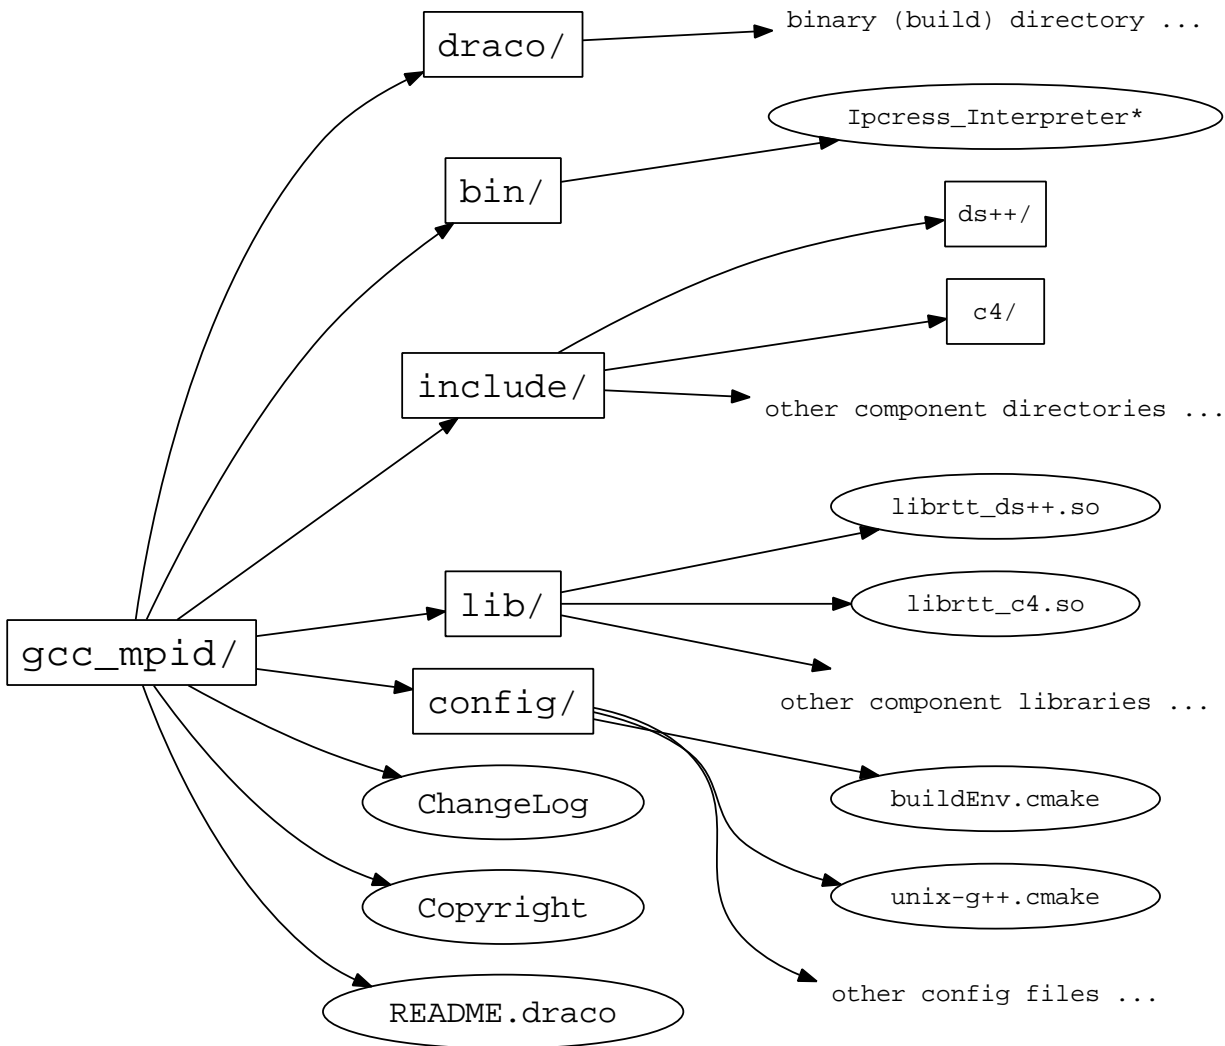 draco/
binary (build) directory ...
Ipcress_Interpreter*
bin/
ds++/
c4/
include/
other component directories ...
librtt_ds++.so
lib/
librtt_c4.so
gcc_mpid/
config/
other component libraries ...
ChangeLog
buildEnv.cmake
unix-g++.cmake
Copyright
other config files ...
README.draco